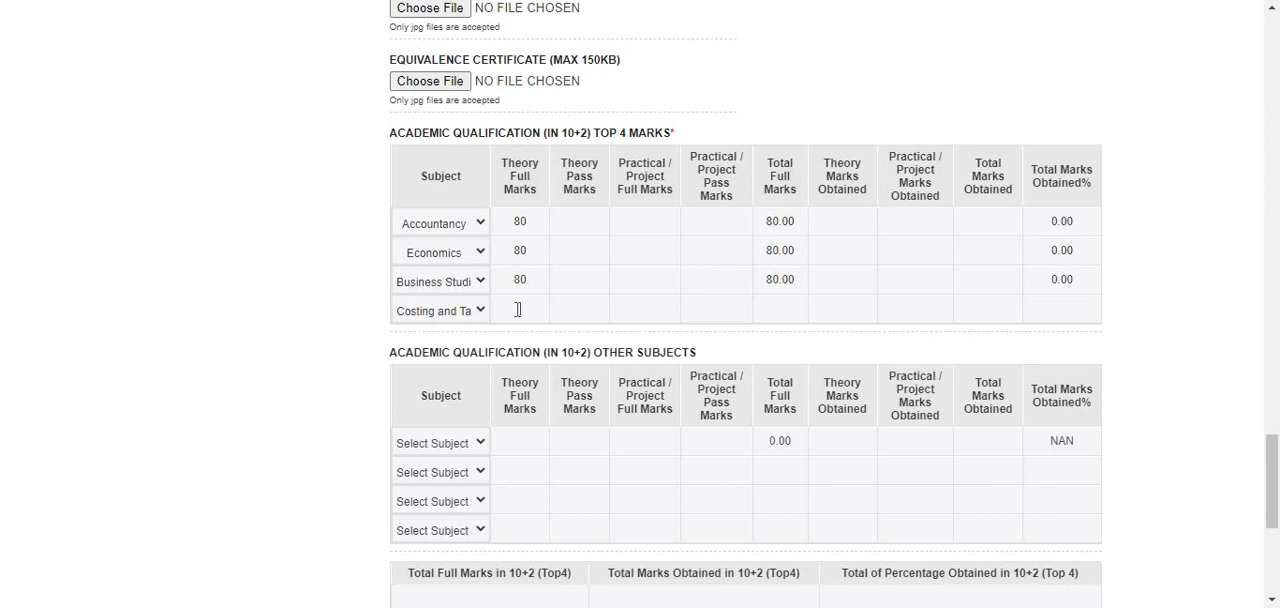 Choose File NO FILE CHOSEN
Only jpg files are accepted
EQUIVALENCE CERTIFICATE (MAX 150KB)
Choose File NO FILE CHOSEN
Only jpg files are accepted
ACADEMIC QUALIFICATION (IN 10+2) TOP 4 MARKS*
Subject Theory Full Marks Theory Pass Marks Practical / Project Full Marks Practical / Project Pass Marks Total Full Marks Theory Marks Obtained Practical / Project Marks Obtained Total Marks Obtained Total Marks Obtained%
Accountancy 80 80.00 0.00
Economics 80 80.00 0.00
Business Studi 80 80.00 0.00
Costing and Ta
ACADEMIC QUALIFICATION (IN 10+2) OTHER SUBJECTS
Subject Theory Full Marks Theory Pass Marks Practical / Project Full Marks Practical / Project Pass Marks Total Full Marks Theory Marks Obtained Practical / Project Marks Obtained Total Marks Obtained Total Marks Obtained%
Select Subject 0.00 NAN
Select Subject
Select Subject
Select Subject
Total Full Marks in 10+2 (Top4) Total Marks Obtained in 10+2 (Top4) Total of Percentage Obtained in 10+2 (Top 4)